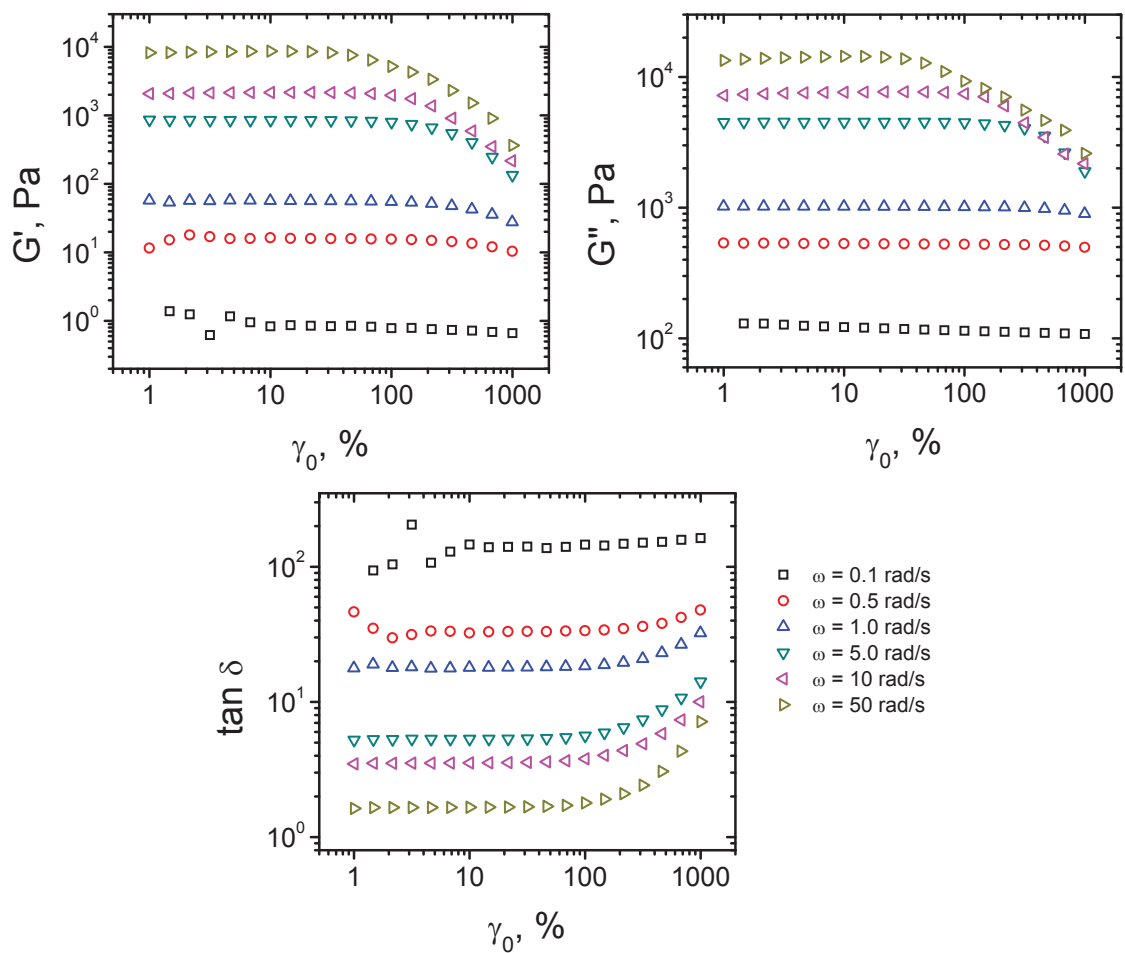 10⁴
10³
10²
10¹
10⁰
G', Pa
1 10 100 1000
γ₀, %
10⁴
10³
10²
G'', Pa
1 10 100 1000
γ₀, %
10²
10¹
10⁰
tan δ
1 10 100 1000
γ₀, %
ω = 0.1 rad/s
ω = 0.5 rad/s
ω = 1.0 rad/s
ω = 5.0 rad/s
ω = 10 rad/s
ω = 50 rad/s